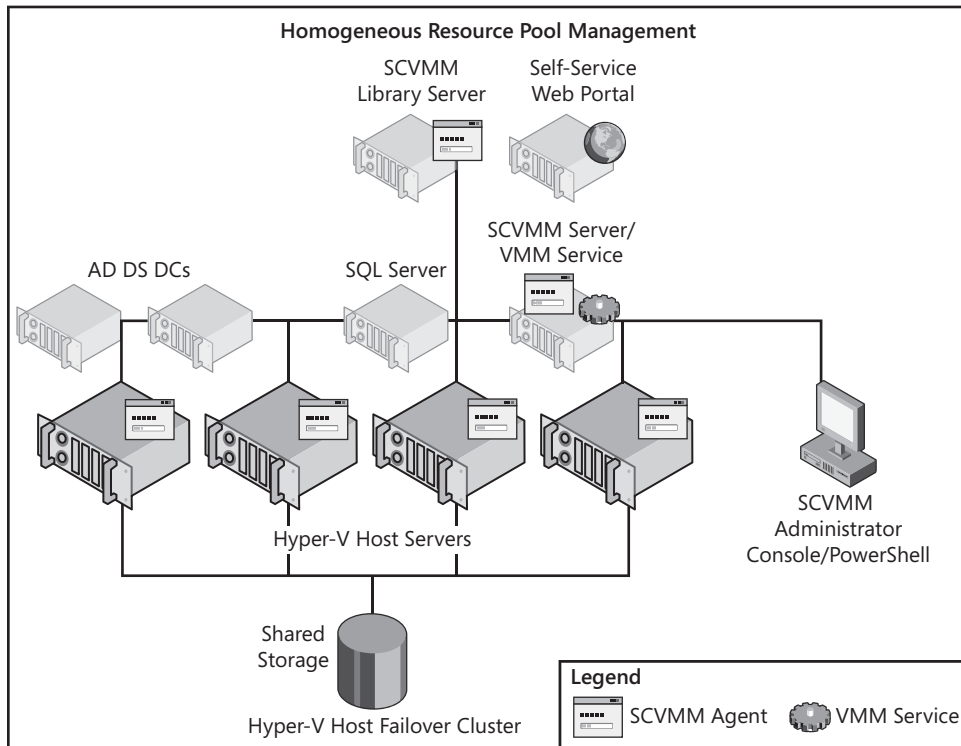 Homogeneous Resource Pool Management
SCVMM
Library Server
Self-Service
Web Portal
SCVMM Server/
VMM Service
AD DS DCs
SQL Server
Hyper-V Host Servers
SCVMM
Administrator
Console/PowerShell
Shared
Storage
Hyper-V Host Failover Cluster
Legend
SCVMM Agent
VMM Service